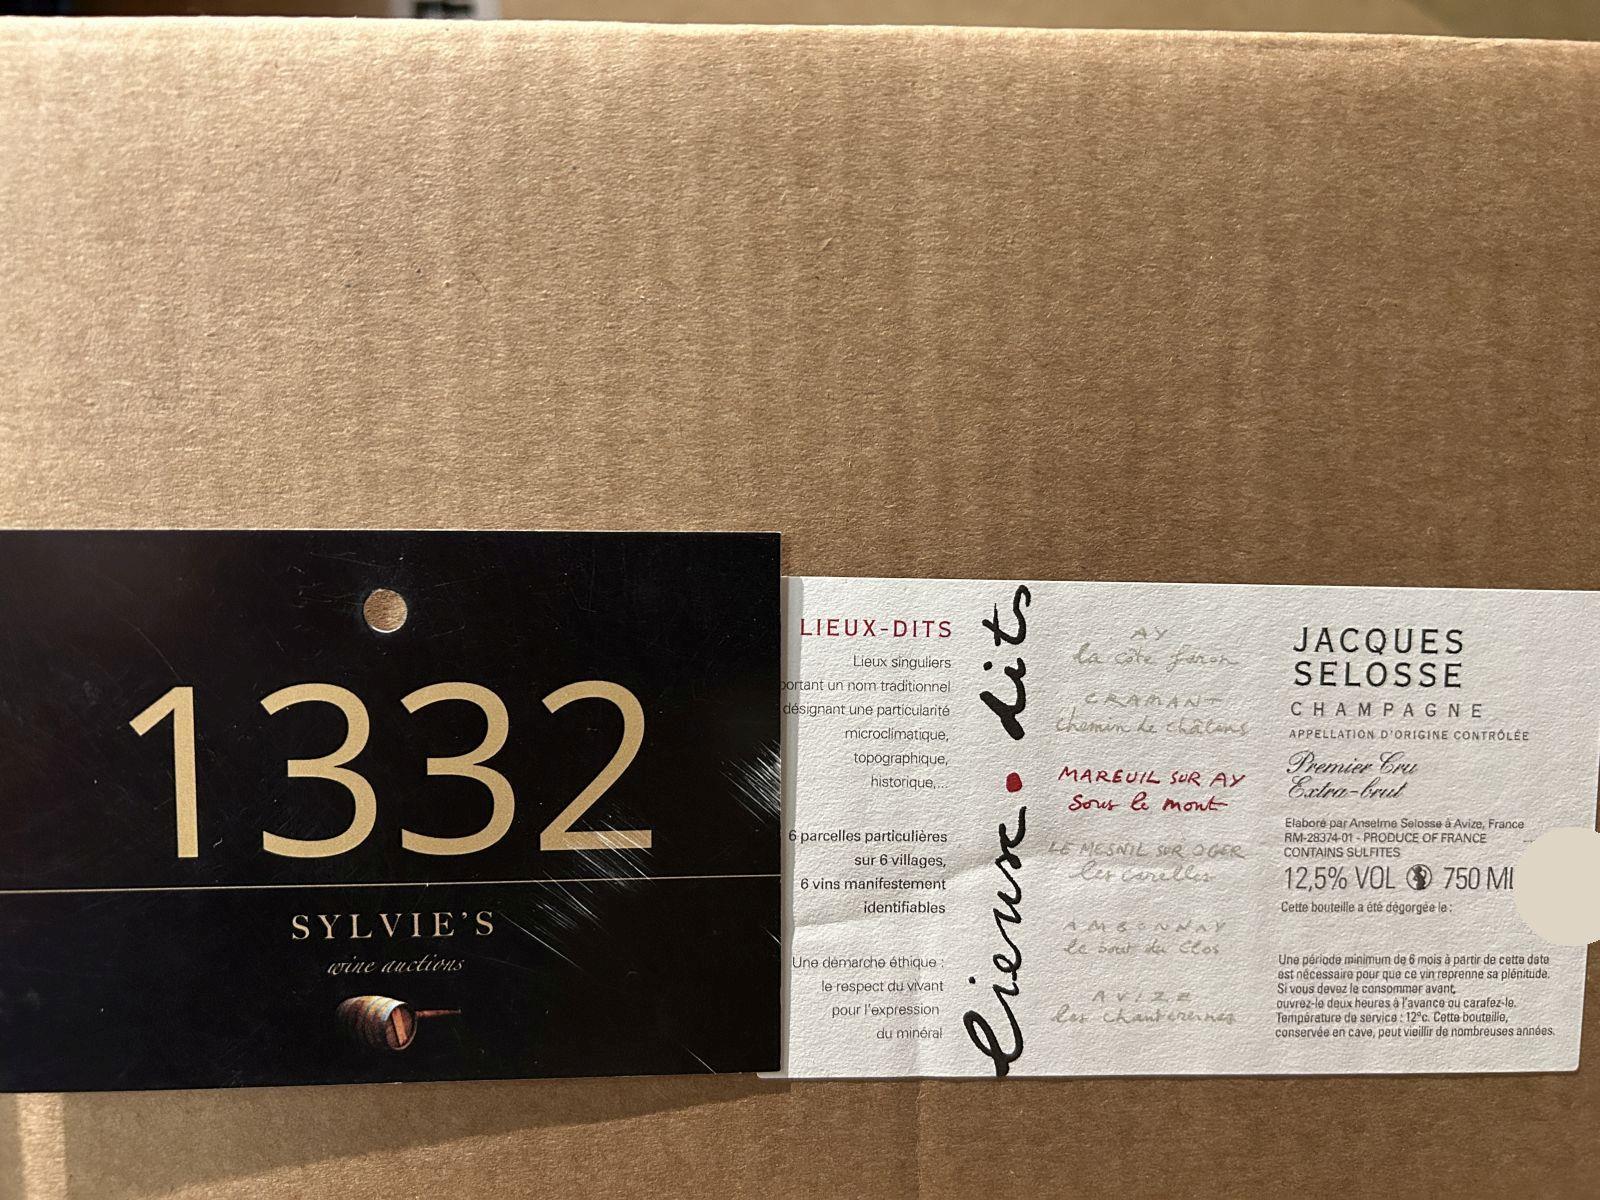 1332
SYLVIE'S
wine auctions
LIEUX-DITS
Lieux singuliers
portant un nom traditionnel
désignant une particularité
microclimatique,
topographique,
historique,...
6 parcelles particulières
sur 6 villages,
6 vins manifestement
identifiables
Une démarche éthique :
le respect du vivant
pour l'expression
du minéral
lieux • dits
AY
la côte faron
CRAMANT
chemin de châlons
MAREUIL SUR AY
Sous le mont
LE MESNIL SUR OGER
les carelles
AMBONNAY
le bout du clos
AVIZE
les chantereines
JACQUES
SELOSSE
CHAMPAGNE
APPELLATION D'ORIGINE CONTRÔLÉE
Premier Cru
Extra-brut
Elaboré par Anselme Selosse à Avize, France
RM-28374-01 - PRODUCE OF FRANCE
CONTAINS SULFITES
12,5% VOL 750 ML
Cette bouteille a été dégorgée le :
Une période minimum de 6 mois à partir de cette date
est nécessaire pour que ce vin reprenne sa plénitude.
Si vous devez le consommer avant,
ouvrez-le deux heures à l'avance ou carafez-le.
Température de service : 12°c. Cette bouteille,
conservée en cave, peut vieillir de nombreuses années.